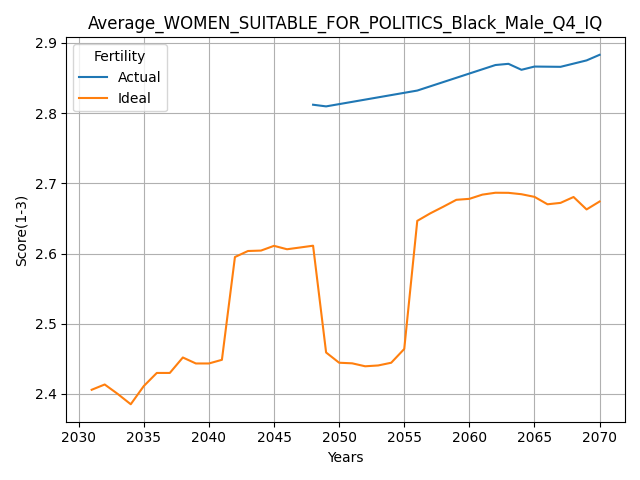 Average_WOMEN_SUITABLE_FOR_POLITICS_Black_Male_Q4_IQ
Fertility
Actual
Ideal
Score(1-3)
2.9
2.8
2.7
2.6
2.5
2.4
2030 2035 2040 2045 2050 2055 2060 2065 2070
Years